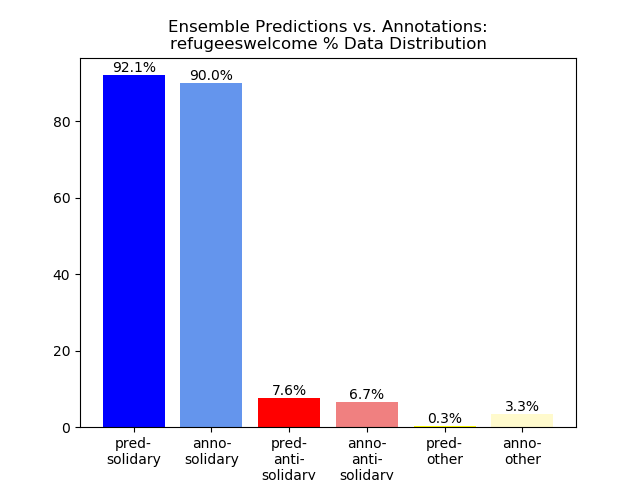 Ensemble Predictions vs. Annotations:
refugeeswelcome % Data Distribution
92.1%
90.0%
7.6%
6.7%
0.3%
3.3%
80
60
40
20
0
pred-
solidary
anno-
solidary
pred-
anti-
solidary
anno-
anti-
solidary
pred-
other
anno-
other